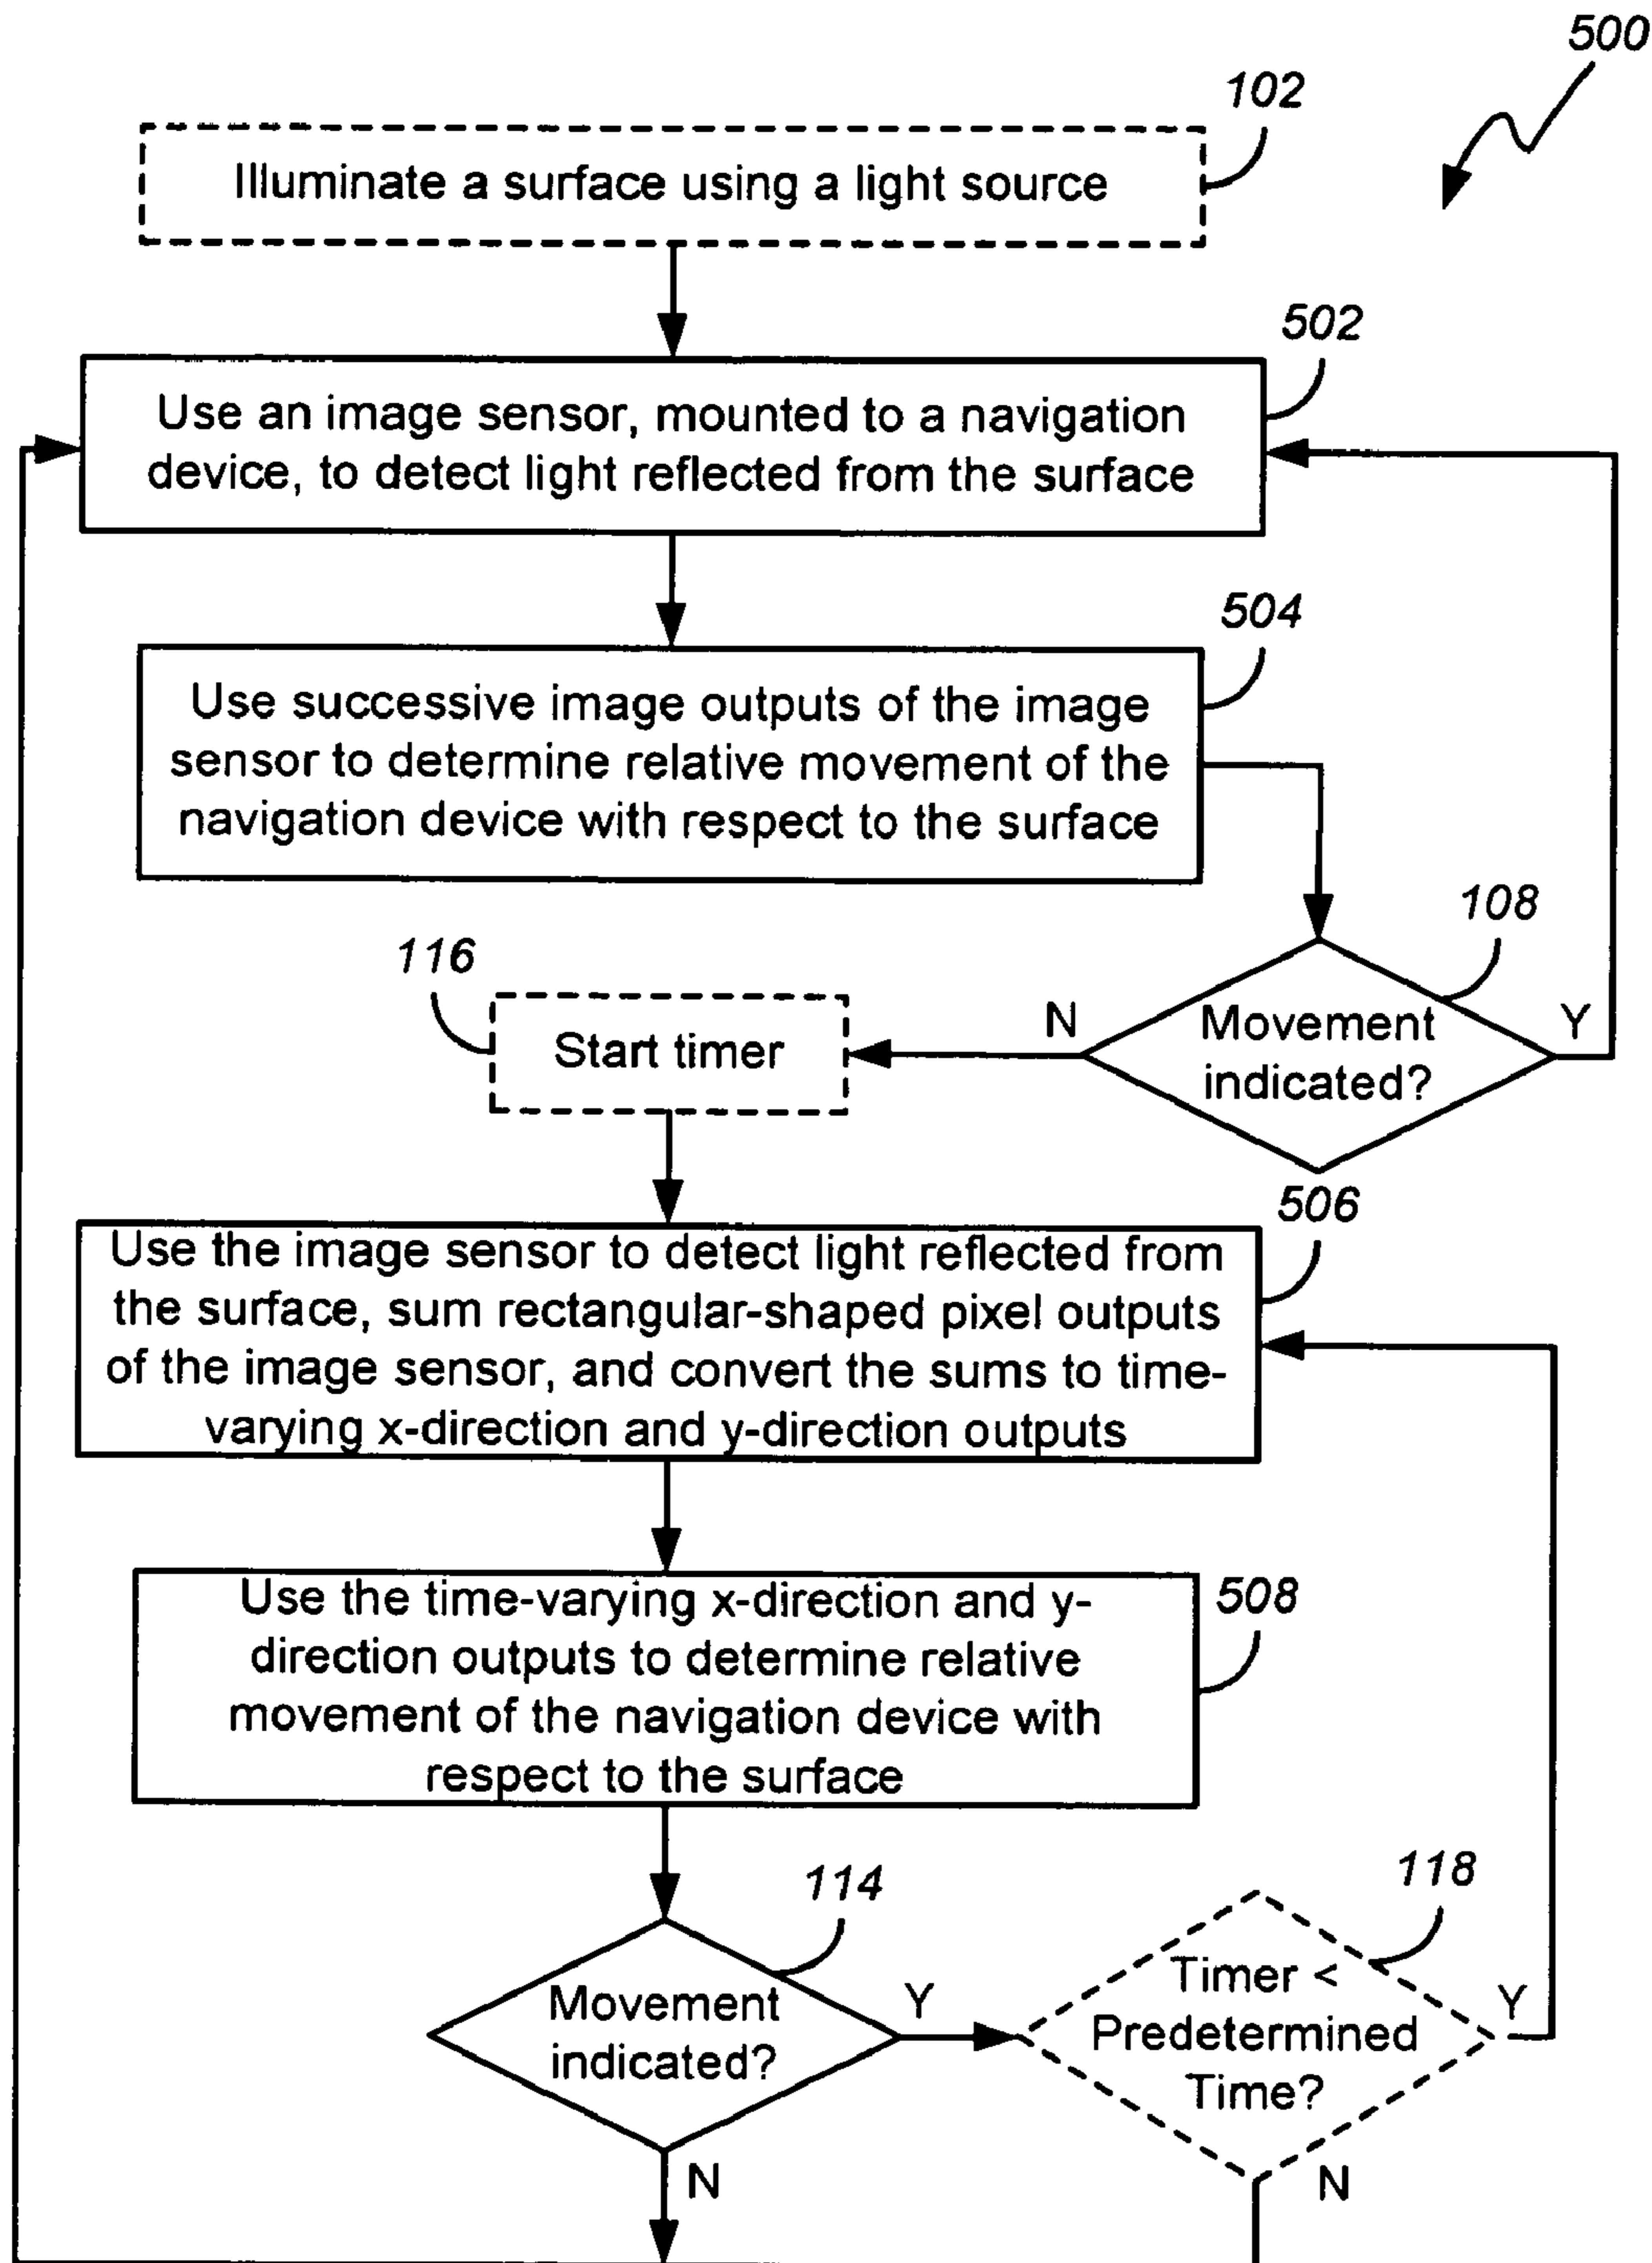 500
102
Illuminate a surface using a light source
502
Use an image sensor, mounted to a navigation
device, to detect light reflected from the surface
504
Use successive image outputs of the image
sensor to determine relative movement of the
navigation device with respect to the surface
108
116
N
Movement
indicated?
Y
Start timer
506
Use the image sensor to detect light reflected from
the surface, sum rectangular-shaped pixel outputs
of the image sensor, and convert the sums to time-
varying x-direction and y-direction outputs
508
Use the time-varying x-direction and y-
direction outputs to determine relative
movement of the navigation device with
respect to the surface
114
118
Movement
indicated?
Y
Timer <
Predetermined
Time?
Y
N
N